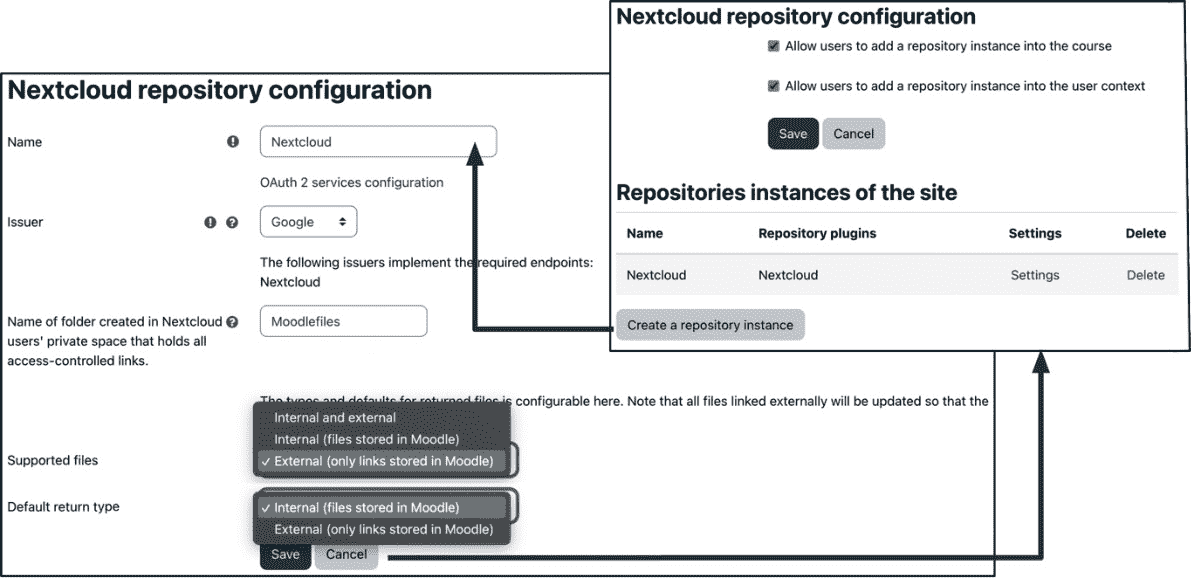 Nextcloud repository configuration
Allow users to add a repository instance into the course
Allow users to add a repository instance into the user context
Save Cancel
Repositories instances of the site
Name Repository plugins Settings Delete
Nextcloud Nextcloud Settings Delete
Create a repository instance
Nextcloud repository configuration
Name Nextcloud
OAuth 2 services configuration
Issuer Google
The following issuers implement the required endpoints:
Nextcloud
Name of folder created in Nextcloud Moodlefiles
users' private space that holds all
access-controlled links.
The types and defaults for returned files is configurable here. Note that all files linked externally will be updated so that the
Internal and external
Internal (files stored in Moodle)
Supported files ✓ External (only links stored in Moodle)
Default return type ✓ Internal (files stored in Moodle)
External (only links stored in Moodle)
Save Cancel